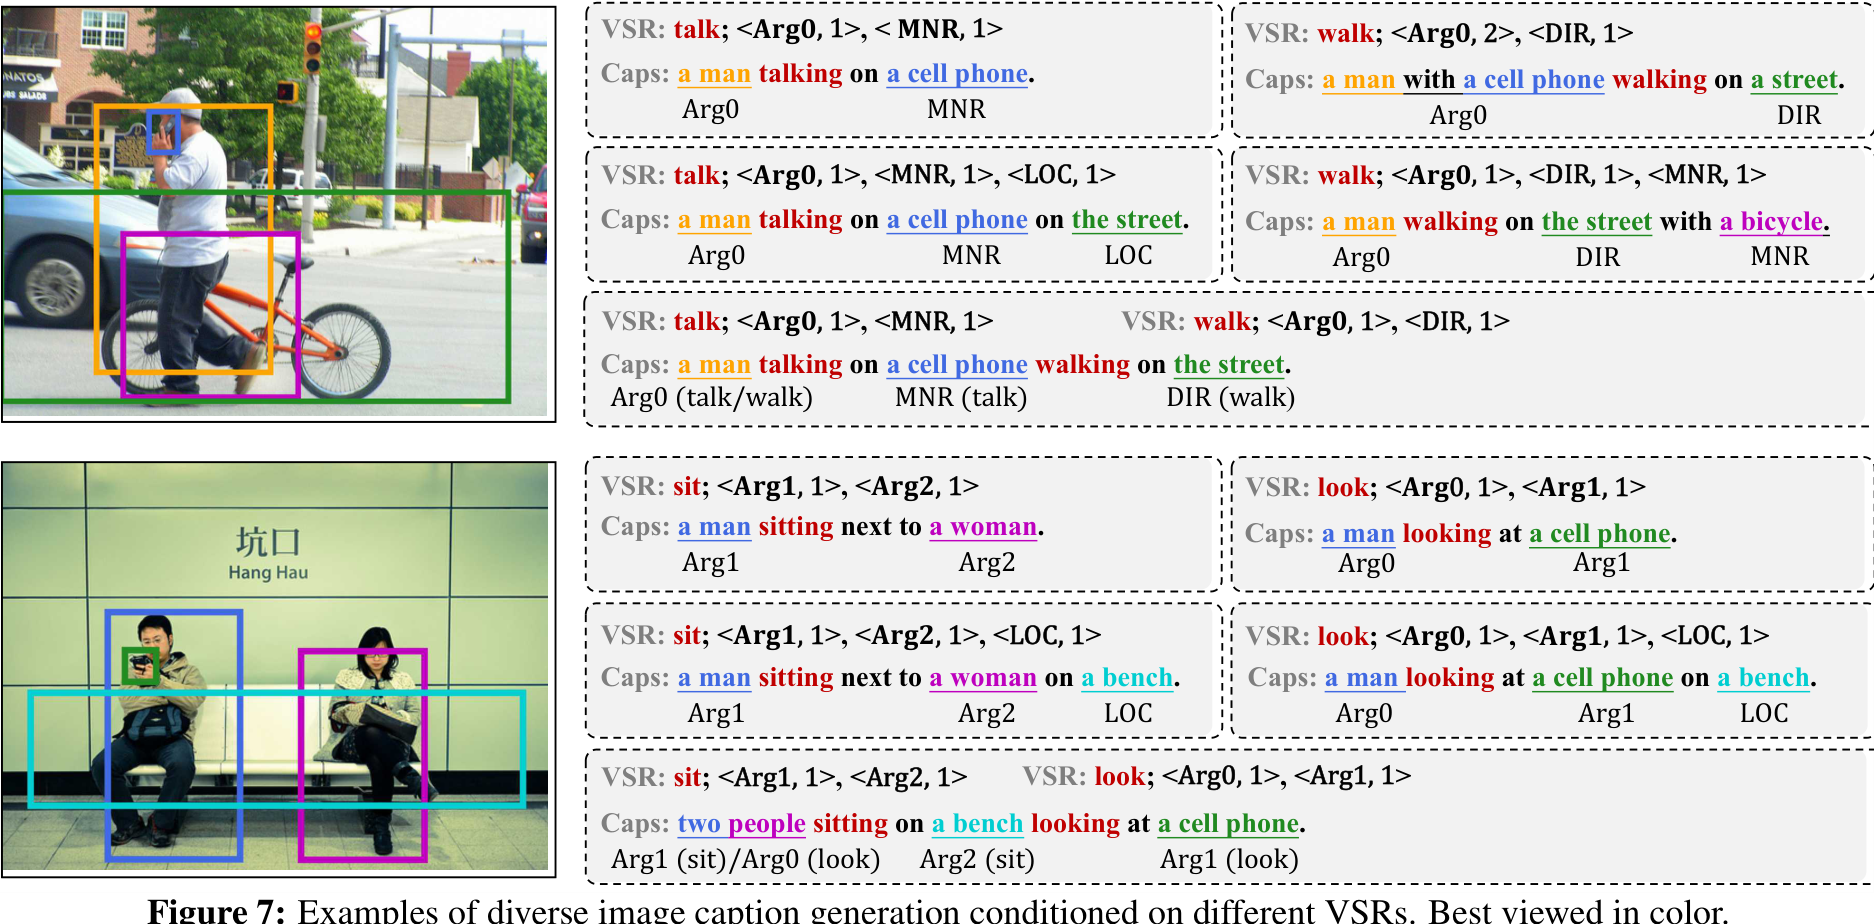 NATOS
UBS SALADS
VSR: talk; <Arg0, 1>, < MNR, 1>
Caps: a man talking on a cell phone.
Arg0 MNR
VSR: walk; <Arg0, 2>, <DIR, 1>
Caps: a man with a cell phone walking on a street.
Arg0 DIR
VSR: talk; <Arg0, 1>, <MNR, 1>, <LOC, 1>
Caps: a man talking on a cell phone on the street.
Arg0 MNR LOC
VSR: walk; <Arg0, 1>, <DIR, 1>, <MNR, 1>
Caps: a man walking on the street with a bicycle.
Arg0 DIR MNR
VSR: talk; <Arg0, 1>, <MNR, 1> VSR: walk; <Arg0, 1>, <DIR, 1>
Caps: a man talking on a cell phone walking on the street.
Arg0 (talk/walk) MNR (talk) DIR (walk)
坑口
Hang Hau
VSR: sit; <Arg1, 1>, <Arg2, 1>
Caps: a man sitting next to a woman.
Arg1 Arg2
VSR: look; <Arg0, 1>, <Arg1, 1>
Caps: a man looking at a cell phone.
Arg0 Arg1
VSR: sit; <Arg1, 1>, <Arg2, 1>, <LOC, 1>
Caps: a man sitting next to a woman on a bench.
Arg1 Arg2 LOC
VSR: look; <Arg0, 1>, <Arg1, 1>, <LOC, 1>
Caps: a man looking at a cell phone on a bench.
Arg0 Arg1 LOC
VSR: sit; <Arg1, 1>, <Arg2, 1> VSR: look; <Arg0, 1>, <Arg1, 1>
Caps: two people sitting on a bench looking at a cell phone.
Arg1 (sit)/Arg0 (look) Arg2 (sit) Arg1 (look)
Figure 7: Examples of diverse image caption generation conditioned on different VSRs. Best viewed in color.